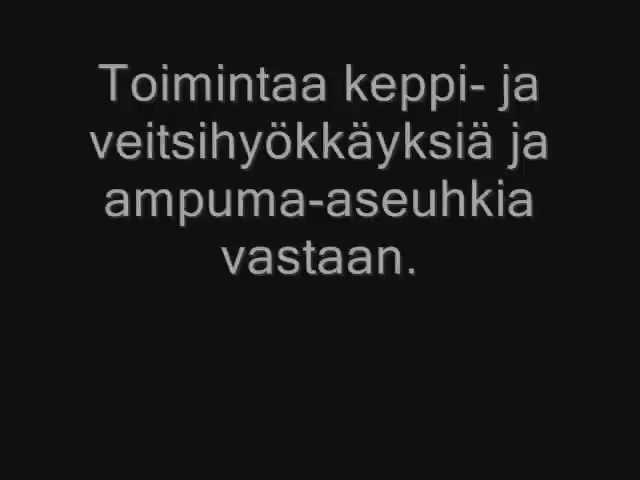 Toimintaa keppi- ja
veitsihyökkäyksiä ja
ampuma-aseuhkia
vastaan.